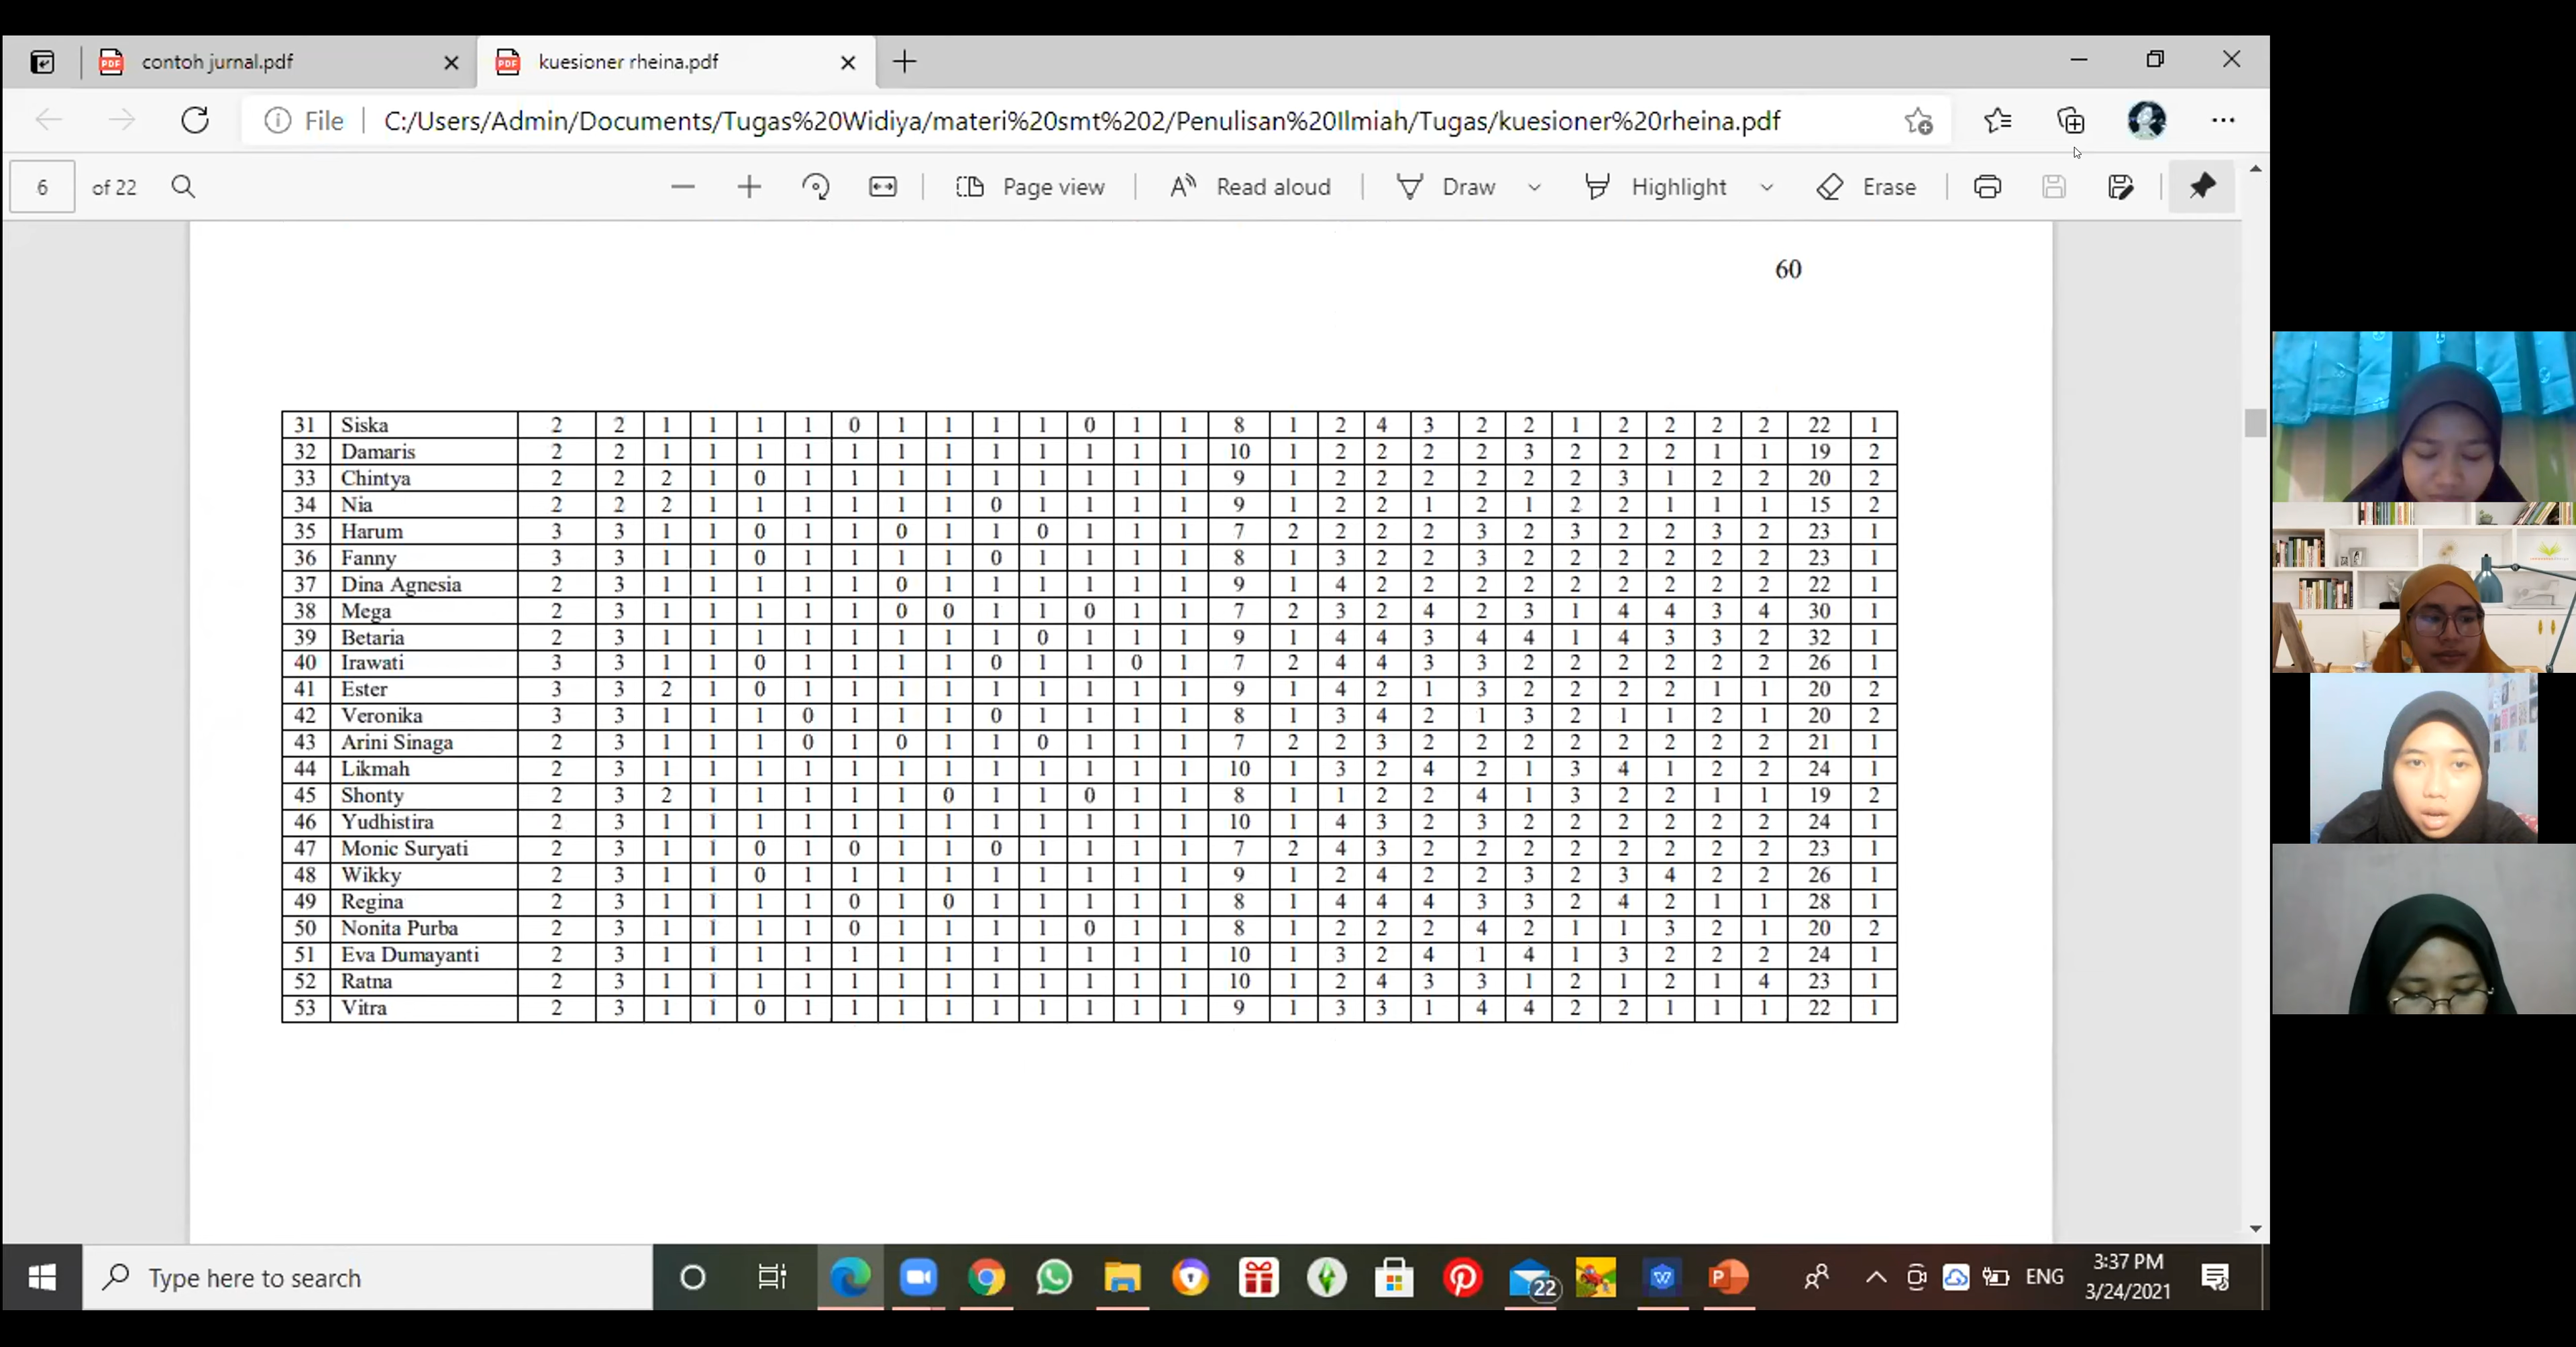 contoh jurnal.pdf
kuesioner rheina.pdf
File C:/Users/Admin/Documents/Tugas%20Widiya/materi%20smt%202/Penulisan%20Ilmiah/Tugas/kuesioner%20rheina.pdf
6 of 22 Page view Read aloud Draw Highlight Erase
60
31 Siska 2 2 1 1 1 1 0 1 1 1 1 0 1 1 8 1 2 4 3 2 2 1 2 2 2 2 22 1
32 Damaris 2 2 1 1 1 1 1 1 1 1 1 1 1 1 10 1 2 2 2 2 3 2 2 2 1 1 19 2
33 Chintya 2 2 2 1 0 1 1 1 1 1 1 1 1 1 9 1 2 2 2 2 2 2 3 1 2 2 20 2
34 Nia 2 2 2 1 1 1 1 1 1 0 1 1 1 1 9 1 2 2 1 2 1 2 2 1 1 1 15 2
35 Harum 3 3 1 1 0 1 1 0 1 1 0 1 1 1 7 2 2 2 2 3 2 3 2 2 3 2 23 1
36 Fanny 3 3 1 1 0 1 1 1 1 0 1 1 1 1 8 1 3 2 2 3 2 2 2 2 2 2 23 1
37 Dina Agnesia 2 3 1 1 1 1 1 0 1 1 1 1 1 1 9 1 4 2 2 2 2 2 2 2 2 2 22 1
38 Mega 2 3 1 1 1 1 1 0 0 1 1 0 1 1 7 2 3 2 4 2 3 1 4 4 3 4 30 1
39 Betaria 2 3 1 1 1 1 1 1 1 1 0 1 1 1 9 1 4 4 3 4 4 1 4 3 3 2 32 1
40 Irawati 3 3 1 1 0 1 1 1 1 0 1 1 0 1 7 2 4 4 3 3 2 2 2 2 2 2 26 1
41 Ester 3 3 2 1 0 1 1 1 1 1 1 1 1 1 9 1 4 2 1 3 2 2 2 2 1 1 20 2
42 Veronika 3 3 1 1 1 0 1 1 1 0 1 1 1 1 8 1 3 4 2 1 3 2 1 1 2 1 20 2
43 Arini Sinaga 2 3 1 1 1 0 1 0 1 1 0 1 1 1 7 2 2 3 2 2 2 2 2 2 2 2 21 1
44 Likmah 2 3 1 1 1 1 1 1 1 1 1 1 1 1 10 1 3 2 4 2 1 3 4 1 2 2 24 1
45 Shonty 2 3 2 1 1 1 1 1 0 1 1 0 1 1 8 1 1 2 2 4 1 3 2 2 1 1 19 2
46 Yudhistira 2 3 1 1 1 1 1 1 1 1 1 1 1 1 10 1 4 3 2 3 2 2 2 2 2 2 24 1
47 Monic Suryati 2 3 1 1 0 1 0 1 1 0 1 1 1 1 7 2 4 3 2 2 2 2 2 2 2 2 23 1
48 Wikky 2 3 1 1 0 1 1 1 1 1 1 1 1 1 9 1 2 4 2 2 3 2 3 4 2 2 26 1
49 Regina 2 3 1 1 1 1 0 1 0 1 1 1 1 1 8 1 4 4 4 3 3 2 4 2 1 1 28 1
50 Nonita Purba 2 3 1 1 1 1 0 1 1 1 1 0 1 1 8 1 2 2 2 4 2 1 1 3 2 1 20 2
51 Eva Dumayanti 2 3 1 1 1 1 1 1 1 1 1 1 1 1 10 1 3 2 4 1 4 1 3 2 2 2 24 1
52 Ratna 2 3 1 1 1 1 1 1 1 1 1 1 1 1 10 1 2 4 3 3 1 2 1 2 1 4 23 1
53 Vitra 2 3 1 1 0 1 1 1 1 1 1 1 1 1 9 1 3 3 1 4 4 2 2 1 1 1 22 1
Type here to search 22 ENG 3:37 PM
3/24/2021